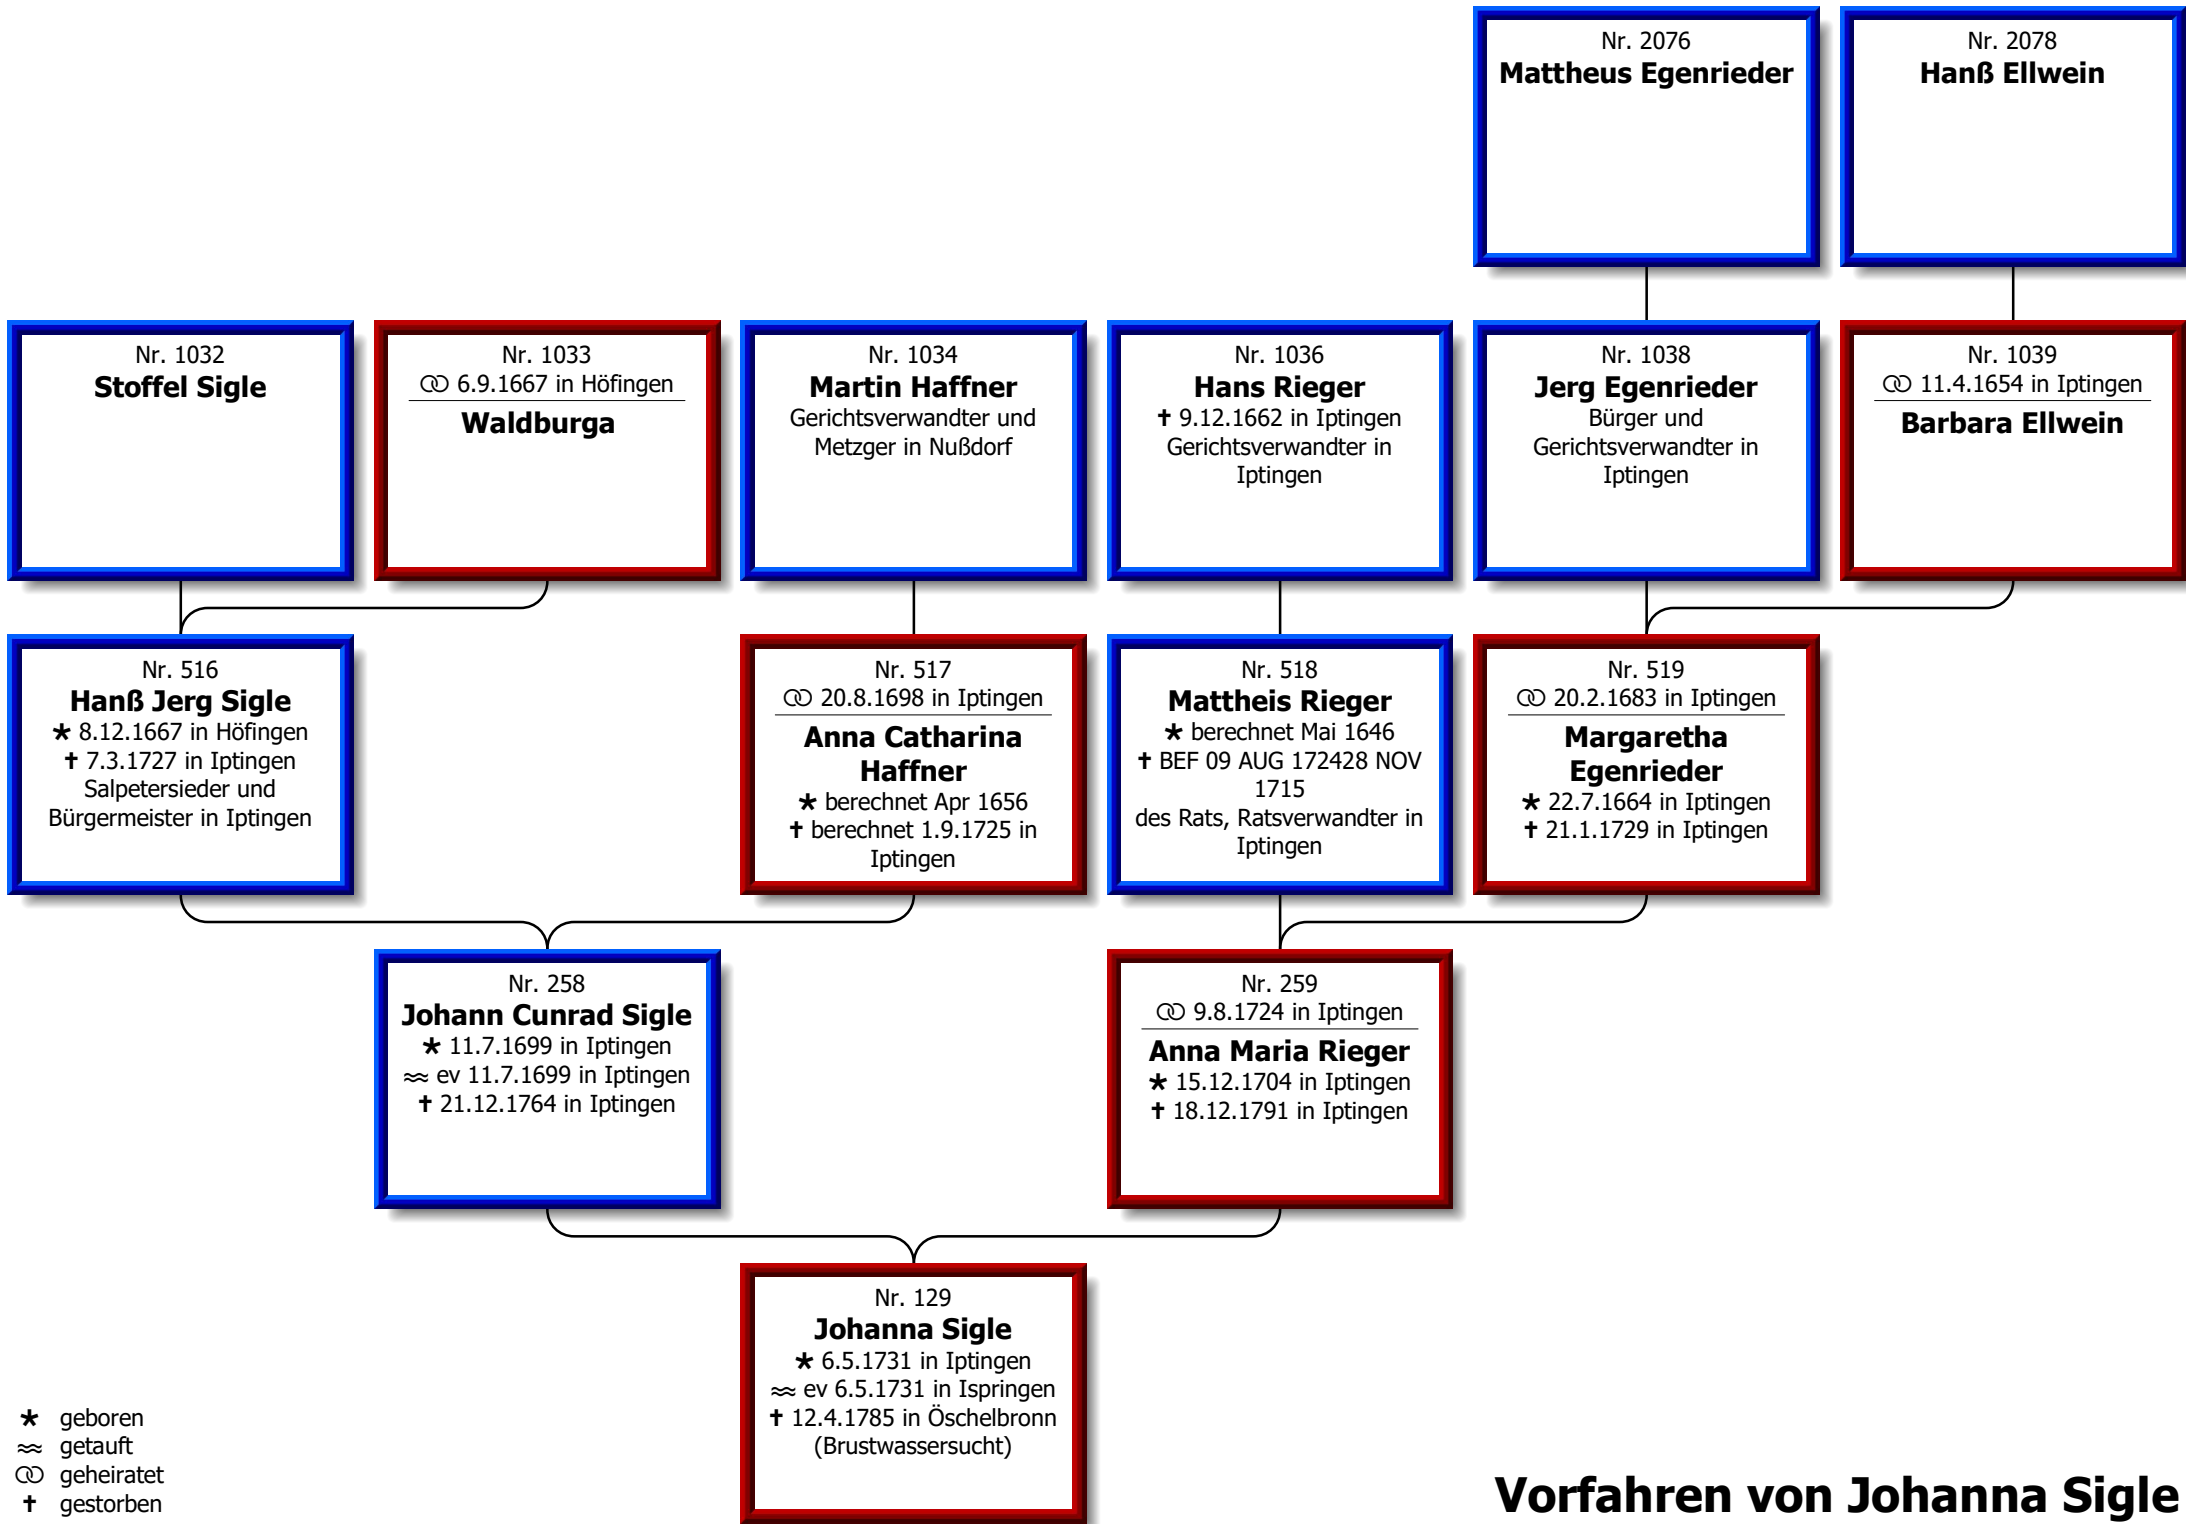 Nr. 2076
Mattheus Egenrieder
Nr. 2078
Hanß Ellwein
Nr. 1032
Stoffel Sigle
Nr. 1033
⚭ 6.9.1667 in Höfingen
Waldburga
Nr. 1034
Martin Haffner
Gerichtsverwandter und
Metzger in Nußdorf
Nr. 1036
Hans Rieger
✝ 9.12.1662 in Iptingen
Gerichtsverwandter in
Iptingen
Nr. 1038
Jerg Egenrieder
Bürger und
Gerichtsverwandter in
Iptingen
Nr. 1039
⚭ 11.4.1654 in Iptingen
Barbara Ellwein
Nr. 516
Hanß Jerg Sigle
★ 8.12.1667 in Höfingen
✝ 7.3.1727 in Iptingen
Salpetersieder und
Bürgermeister in Iptingen
Nr. 517
⚭ 20.8.1698 in Iptingen
Anna Catharina
Haffner
★ berechnet Apr 1656
✝ berechnet 1.9.1725 in
Iptingen
Nr. 518
Mattheis Rieger
★ berechnet Mai 1646
✝ BEF 09 AUG 172428 NOV
1715
des Rats, Ratsverwandter in
Iptingen
Nr. 519
⚭ 20.2.1683 in Iptingen
Margaretha
Egenrieder
★ 22.7.1664 in Iptingen
✝ 21.1.1729 in Iptingen
Nr. 258
Johann Cunrad Sigle
★ 11.7.1699 in Iptingen
≈ ev 11.7.1699 in Iptingen
✝ 21.12.1764 in Iptingen
Nr. 259
⚭ 9.8.1724 in Iptingen
Anna Maria Rieger
★ 15.12.1704 in Iptingen
✝ 18.12.1791 in Iptingen
Nr. 129
Johanna Sigle
★ 6.5.1731 in Iptingen
≈ ev 6.5.1731 in Ispringen
✝ 12.4.1785 in Öschelbronn
(Brustwassersucht)
★ geboren
≈ getauft
⚭ geheiratet
✝ gestorben
Vorfahren von Johanna Sigle